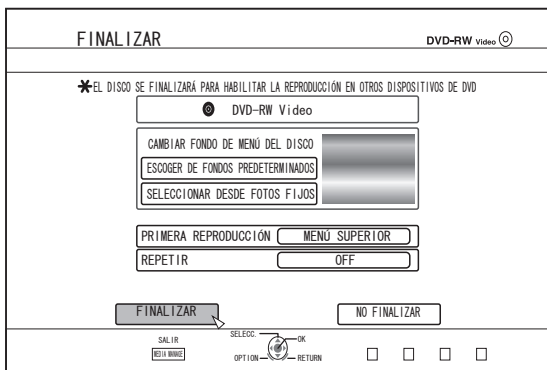 FINALIZAR
DVD-RW Video
✱EL DISCO SE FINALIZARÁ PARA HABILITAR LA REPRODUCCIÓN EN OTROS DISPOSITIVOS DE DVD
DVD-RW Video
CAMBIAR FONDO DE MENÚ DEL DISCO
ESCOGER DE FONDOS PREDETERMINADOS
SELECCIONAR DESDE FOTOS FIJOS
PRIMERA REPRODUCCIÓN MENÚ SUPERIOR
REPETIR OFF
FINALIZAR NO FINALIZAR
SALIR
MEDIA MANAGE
SELECC. OK
OPTION RETURN